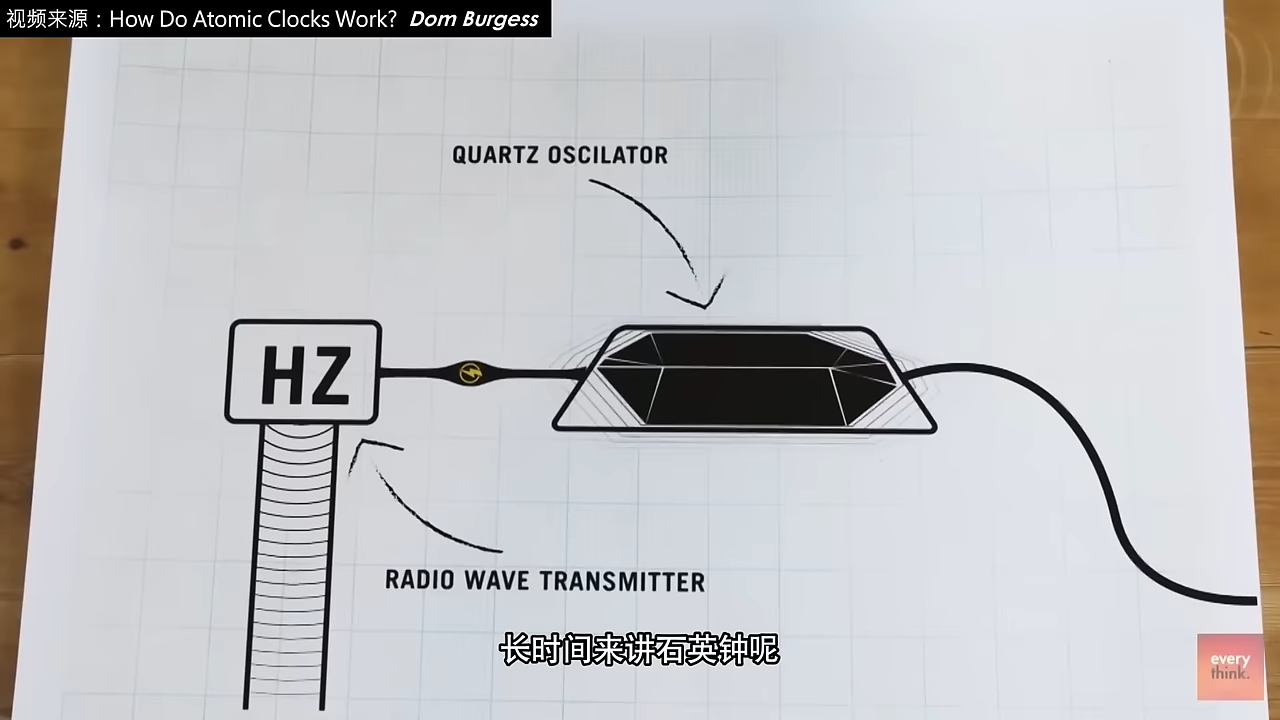 视频来源：How Do Atomic Clocks Work? Dom Burgess
QUARTZ OSCILATOR
HZ
RADIO WAVE TRANSMITTER
长时间来讲石英钟呢
every
think.